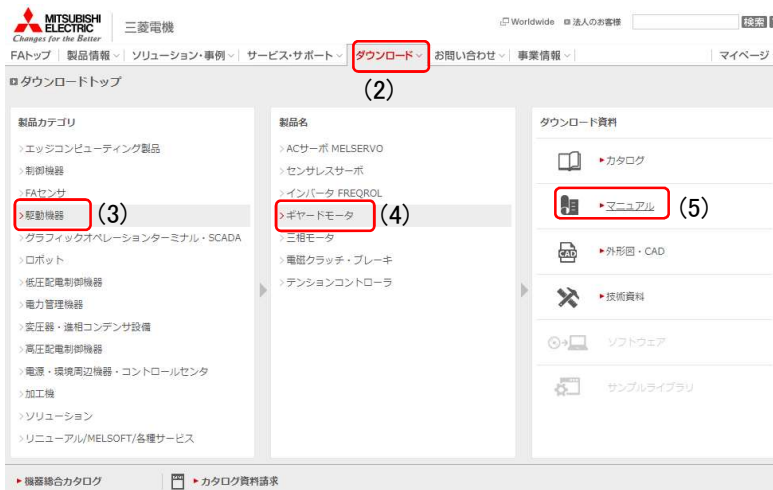 MITSUBISHI
ELECTRIC
Changes for the Better
三菱電機
Worldwide 法人のお客様 検索
FAトップ 製品情報 ソリューション・事例 サービス・サポート ダウンロード お問い合わせ 事業情報 マイページ
(2)
ダウンロードトップ
製品カテゴリ
エッジコンピューティング製品
制御機器
FAセンサ
駆動機器 (3)
グラフィックオペレーションターミナル・SCADA
ロボット
低圧配電制御機器
電力管理機器
変圧器・進相コンデンサ設備
高圧配電制御機器
電源・環境周辺機器・コントロールセンタ
加工機
ソリューション
リニューアル/MELSOFT/各種サービス
製品名
ACサーボ MELSERVO
センサレスサーボ
インバータ FREQROL
ギヤードモータ (4)
三相モータ
電磁クラッチ・ブレーキ
テンションコントローラ
ダウンロード資料
カタログ
マニュアル (5)
CAD 外形図・CAD
技術資料
ソフトウェア
サンプルライブラリ
機器総合カタログ カタログ資料請求